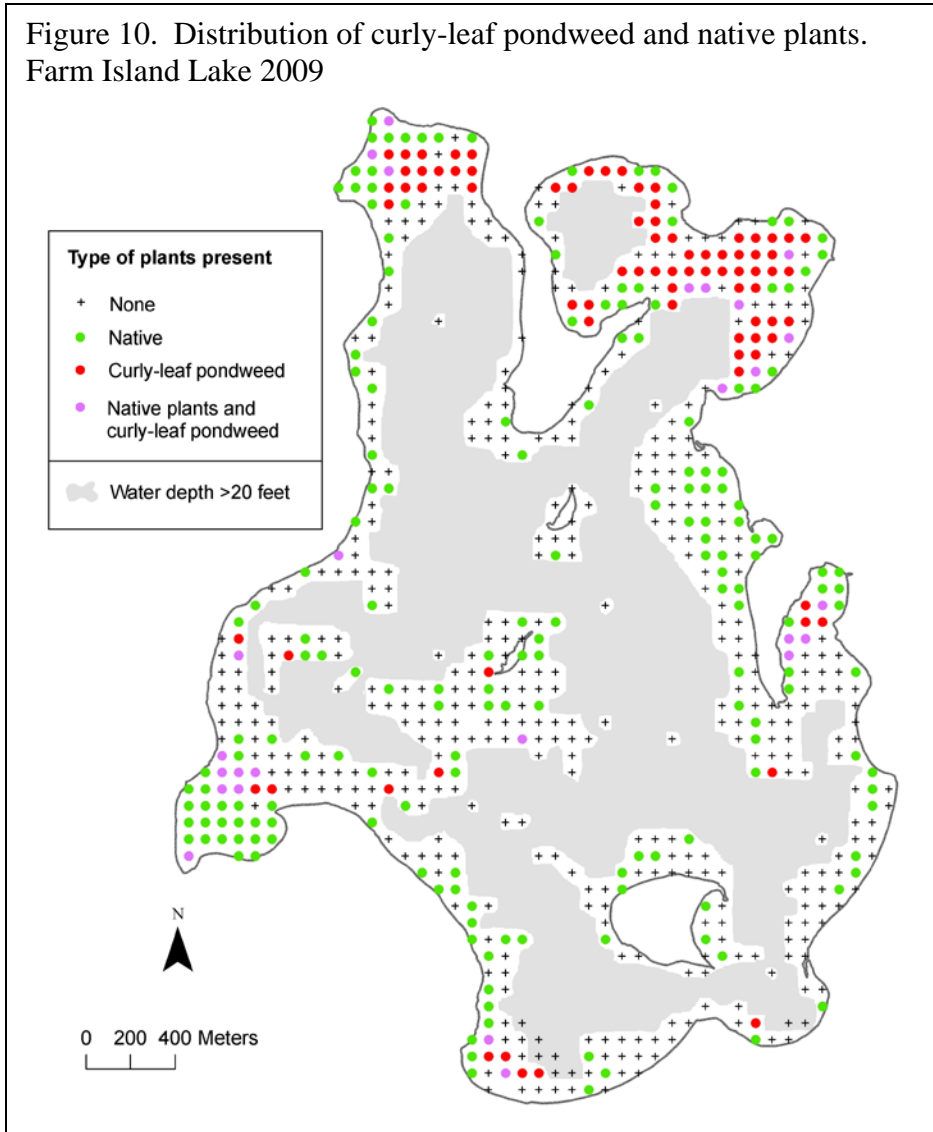 Figure 10.  Distribution of curly-leaf pondweed and native plants.
Farm Island Lake 2009
Type of plants present
None
Native
Curly-leaf pondweed
Native plants and
curly-leaf pondweed
Water depth >20 feet
N
0 200 400 Meters